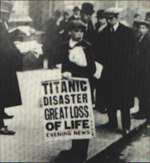 TITANIC
DISASTER
GREAT LOSS
OF LIFE
EVENING NEWS